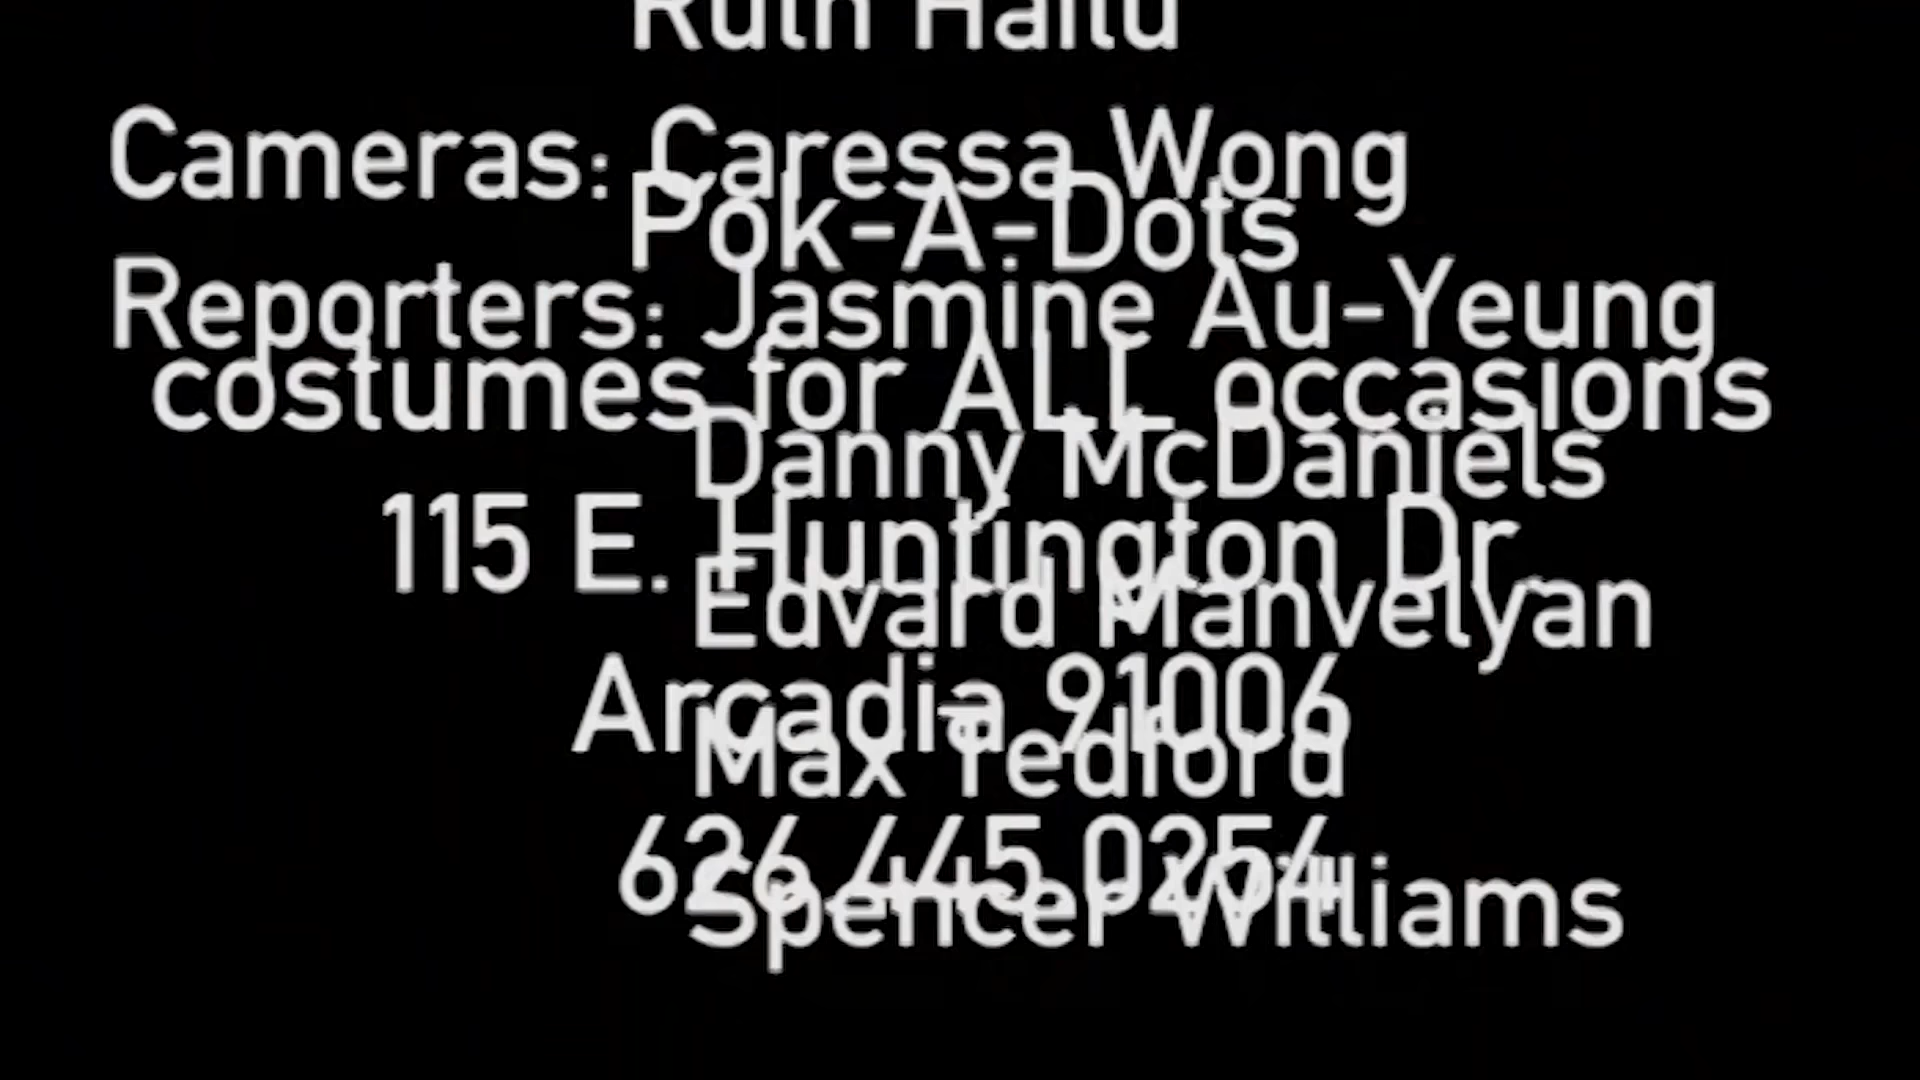 Ruth Hailu
Cameras: Caressa Wong
Pok-A-Dots
Reporters: Jasmine Au-Yeung
costumes for ALL occasions
Danny McDaniels
115 E. Huntington Dr.
Edvard Manvelyan
Arcadia 91006
Max Tedford
626.445.0254
Spencer Williams